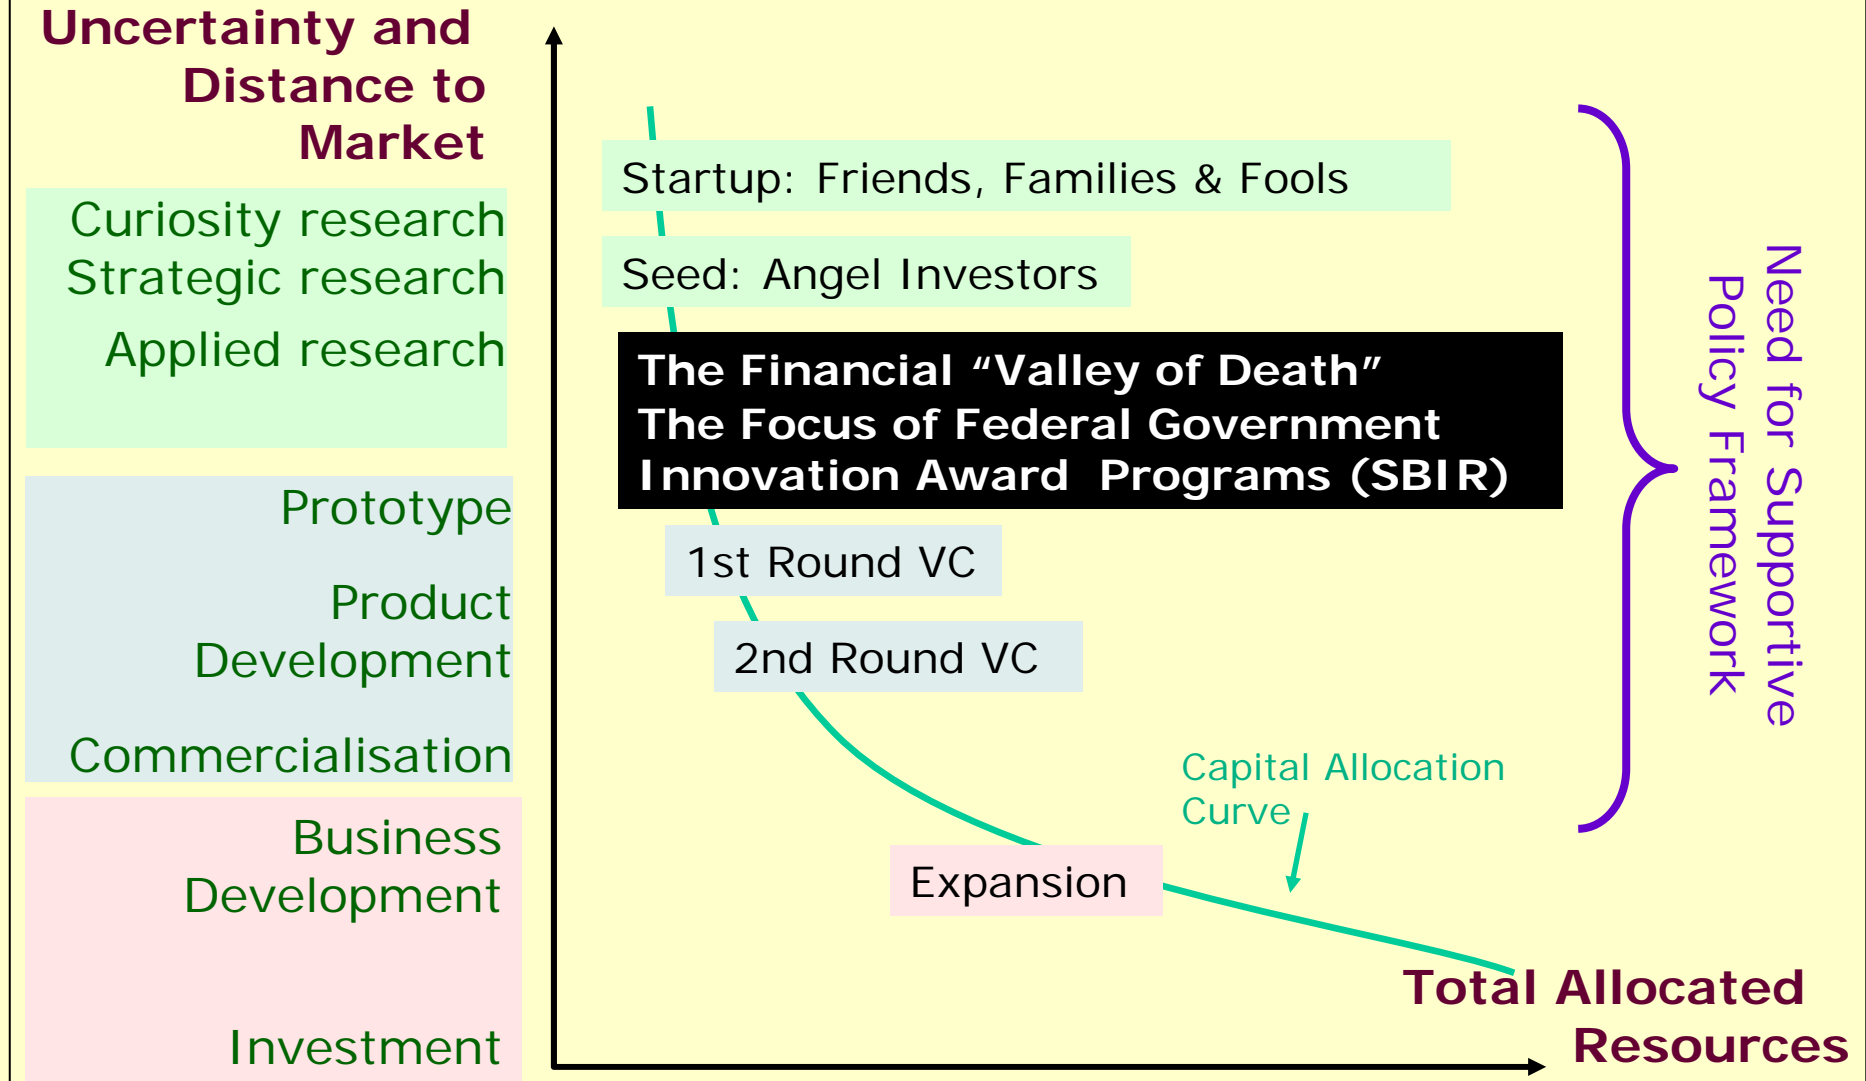 Uncertainty and
Distance to
Market
Curiosity research
Strategic research
Applied research
Prototype
Product
Development
Commercialisation
Business
Development
Investment
Startup: Friends, Families & Fools
Seed: Angel Investors
The Financial “Valley of Death”
The Focus of Federal Government
Innovation Award Programs (SBIR)
1st Round VC
2nd Round VC
Expansion
Capital Allocation
Curve
Need for Supportive
Policy Framework
Total Allocated
Resources